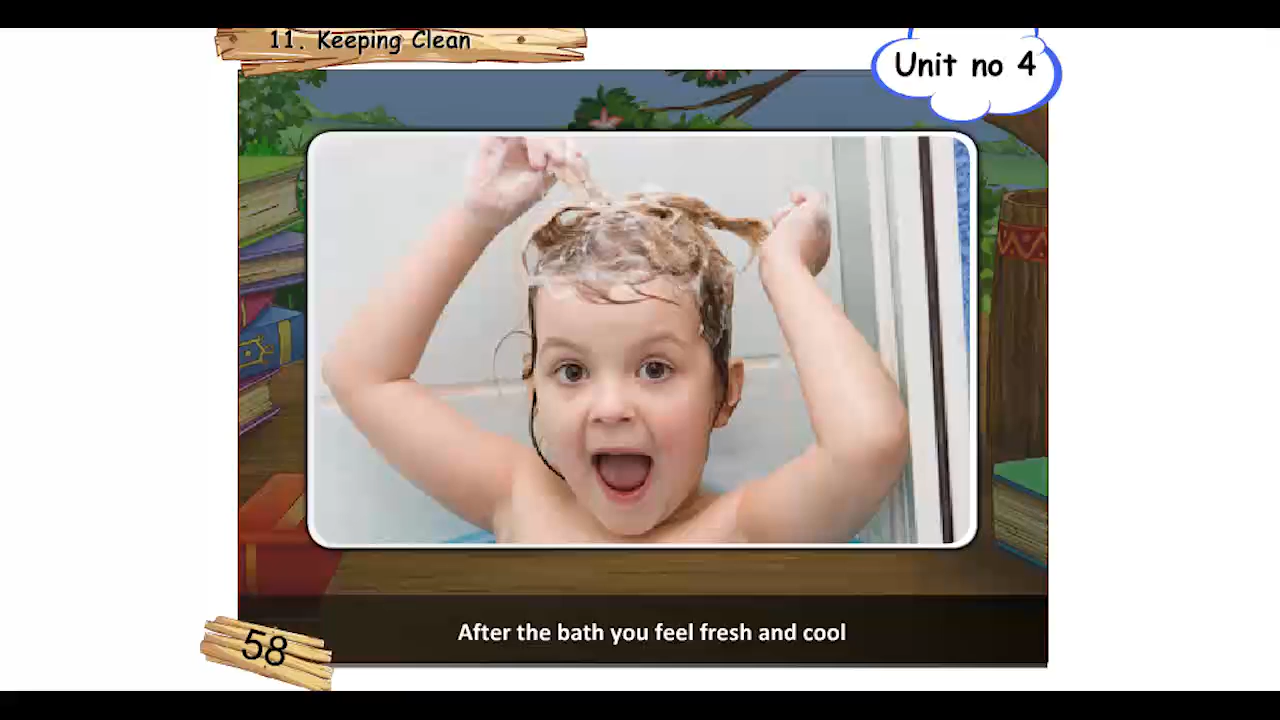 11. Keeping Clean
Unit no 4
After the bath you feel fresh and cool
58